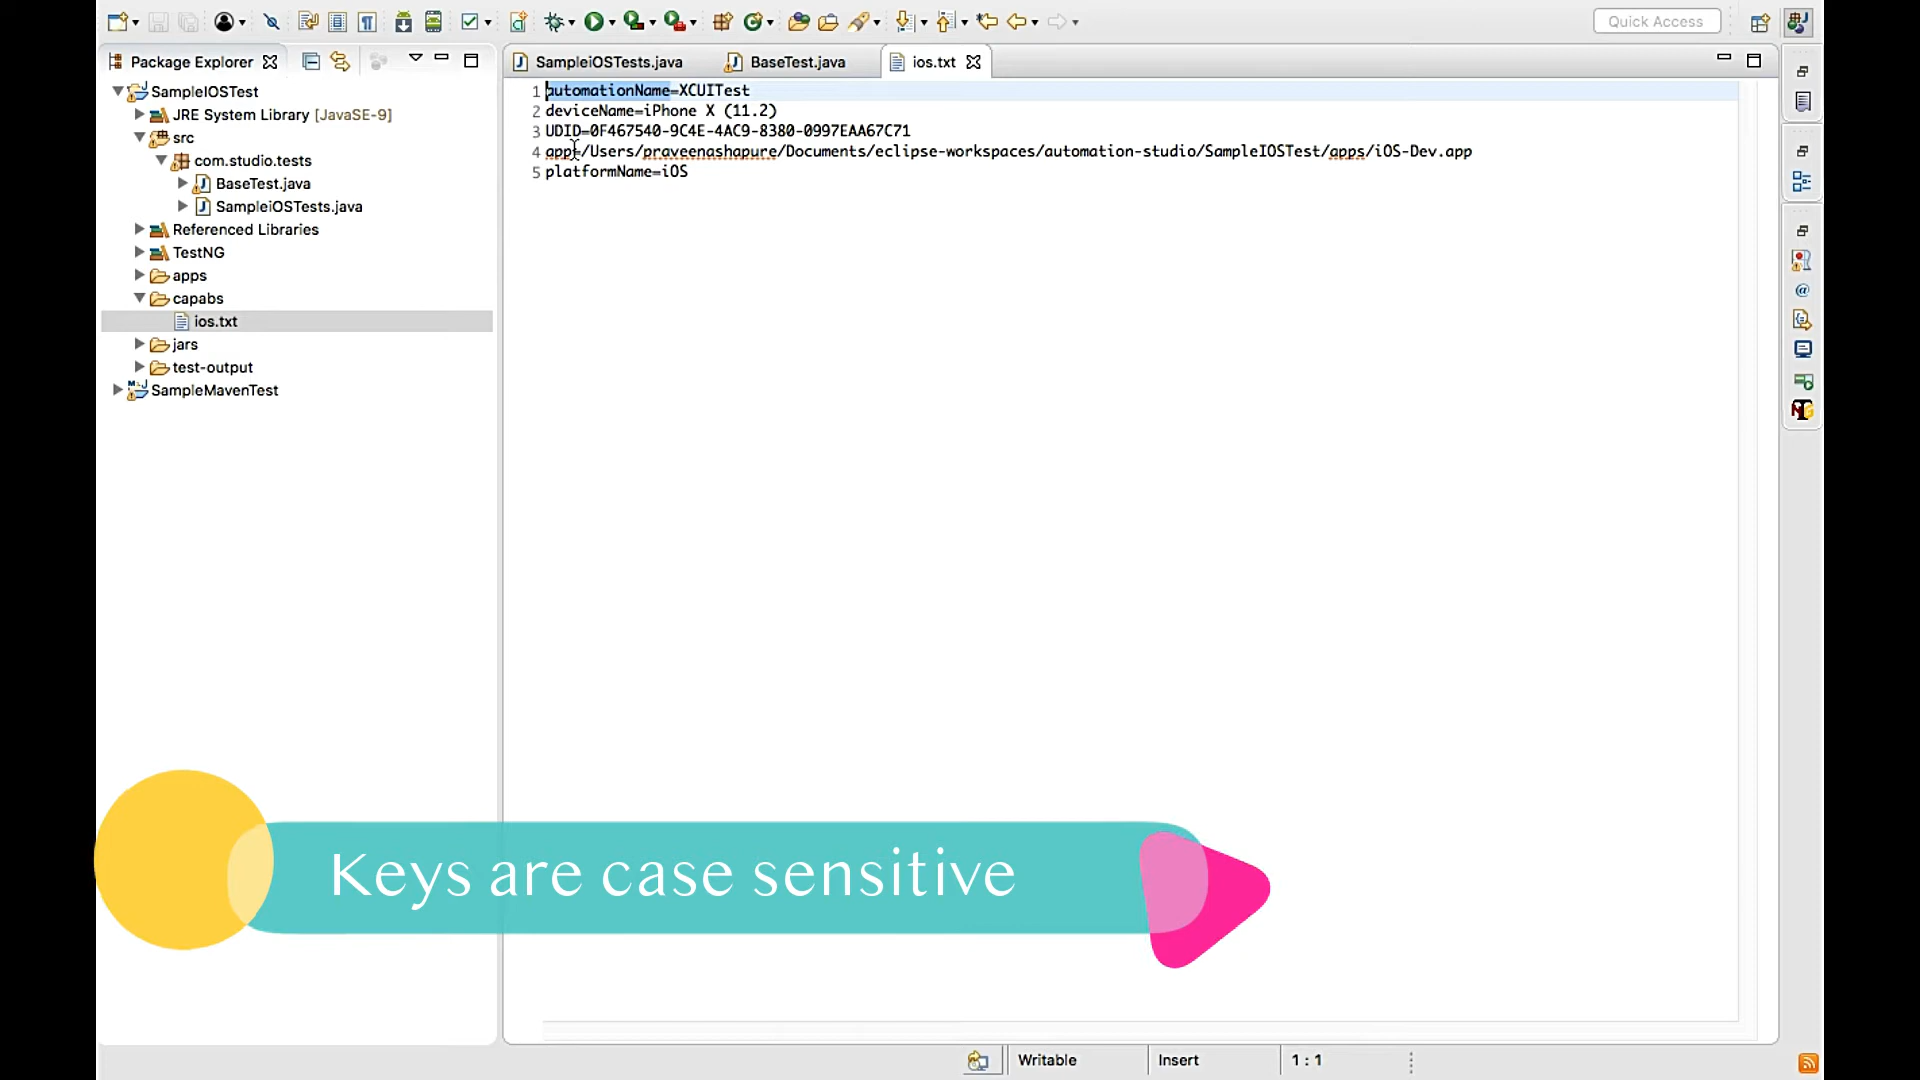 Quick Access
Package Explorer
SampleiOSTests.java
BaseTest.java
ios.txt
SampleIOSTest
JRE System Library [JavaSE-9]
src
com.studio.tests
BaseTest.java
SampleiOSTests.java
Referenced Libraries
TestNG
apps
capabs
ios.txt
jars
test-output
SampleMavenTest
1 automationName=XCUITest
2 deviceName=iPhone X (11.2)
3 UDID=0F467540-9C4E-4AC9-8380-0997EAA67C71
4 app=/Users/praveenashapure/Documents/eclipse-workspaces/automation-studio/SampleIOSTest/apps/iOS-Dev.app
5 platformName=iOS
Keys are case sensitive
Writable
Insert
1 : 1